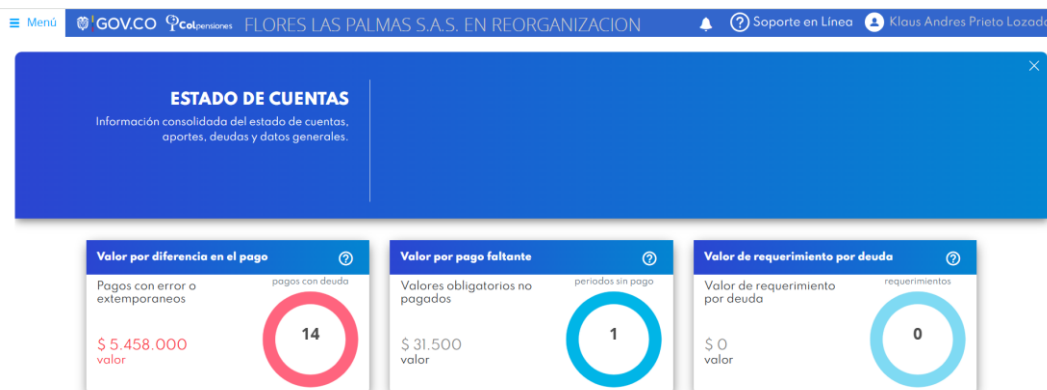 Menú GOV.CO Colpensiones FLORES LAS PALMAS S.A.S. EN REORGANIZACION Soporte en Línea Klaus Andres Prieto Lozado
ESTADO DE CUENTAS
Información consolidada del estado de cuentas,
aportes, deudas y datos generales.
Valor por diferencia en el pago
pagos con deuda
Pagos con error o
extemporaneos
14
$ 5.458.000
valor
Valor por pago faltante
periodos sin pago
Valores obligatorios no
pagados
1
$ 31.500
valor
Valor de requerimiento por deuda
requerimientos
Valor de requerimiento
por deuda
0
$ 0
valor